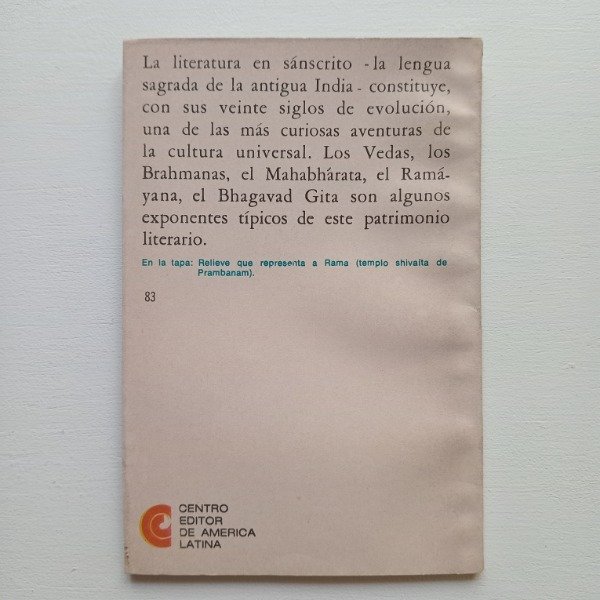 La literatura en sánscrito -la lengua
sagrada de la antigua India - constituye,
con sus veinte siglos de evolución,
una de las más curiosas aventuras de
la cultura universal. Los Vedas, los
Brahmanas, el Mahabhárata, el Ramá-
yana, el Bhagavad Gita son algunos
exponentes típicos de este patrimonio
literario.
En la tapa: Relieve que representa a Rama (templo shivaíta de
Prambanam).
83
CENTRO
EDITOR
DE AMERICA
LATINA